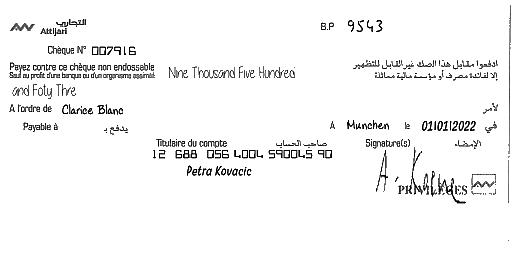 التجاري
Attijari
B.P 9543
Chèque N° 007916
Payez contre ce chèque non endossable
Sauf au profit d'une banque ou d'un organisme assimilé
Nine Thousand Five Hundred
ادفعوا مقابل هذا الصك غير القابل للتظهير
إلا لفائدة مصرف أو مؤسسة مالية مماثلة
and Foty Thre
A l'ordre de Clarice Blanc
لأمر
Payable à يدفع بـ
A Munchen le 01/01/2022 في
Titulaire du compte صاحب الحساب
Signature(s) الإمضاء
12 688 056 4004 590045 90
Petra Kovacic
PRIVILEGES